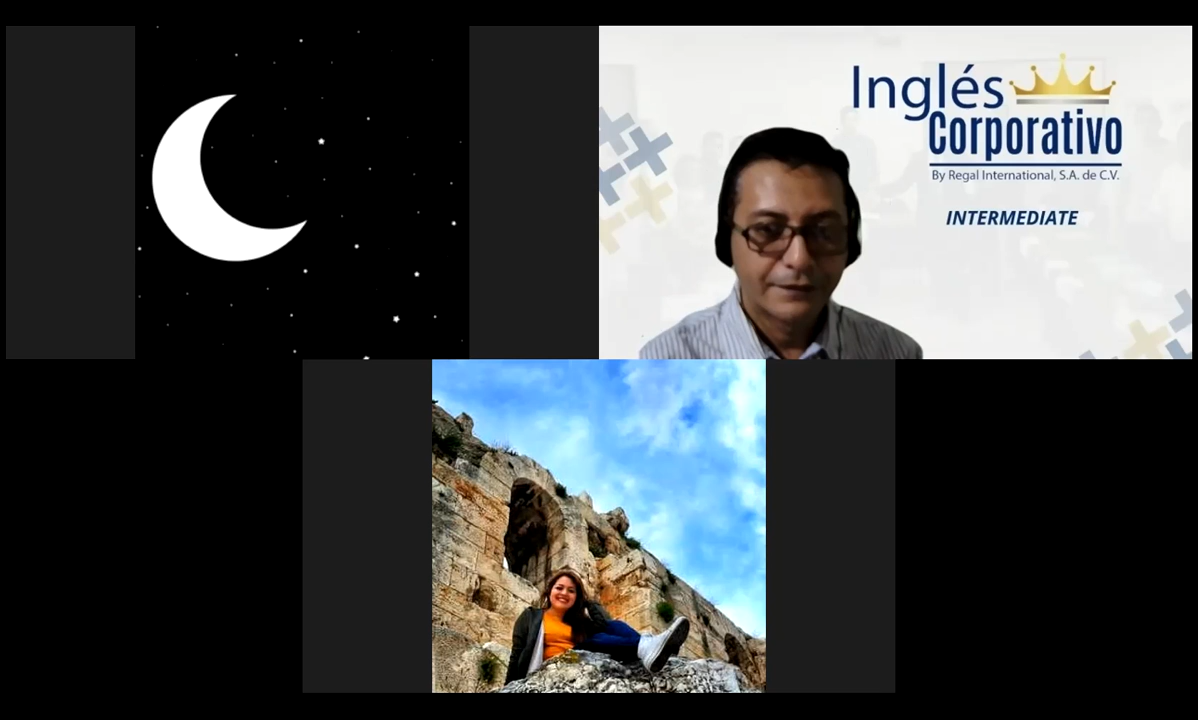 Inglés
Corporativo
By Regal International, S.A. de C.V.
INTERMEDIATE